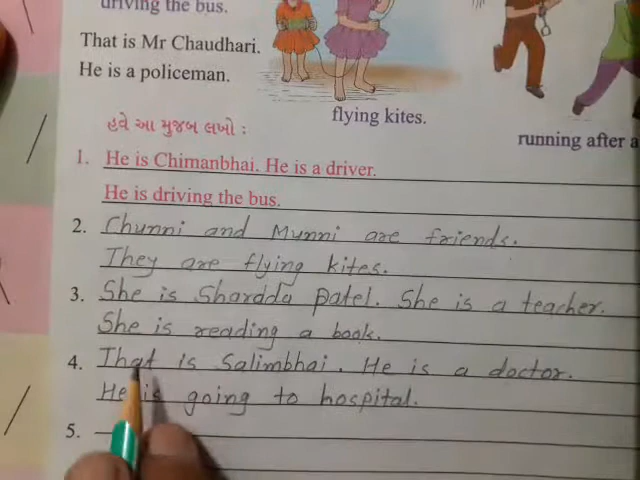 driving the bus.
That is Mr Chaudhari.
He is a policeman.
flying kites.
running after a
હવે આ મુજબ લખો :
1. He is Chimanbhai. He is a driver.
He is driving the bus.
2. Chunni and Munni are friends.
They are flying kites.
3. She is Shardda patel. She is a teacher.
She is reading a book.
4. That is Salimbhai. He is a doctor.
He is going to hospital.
5.